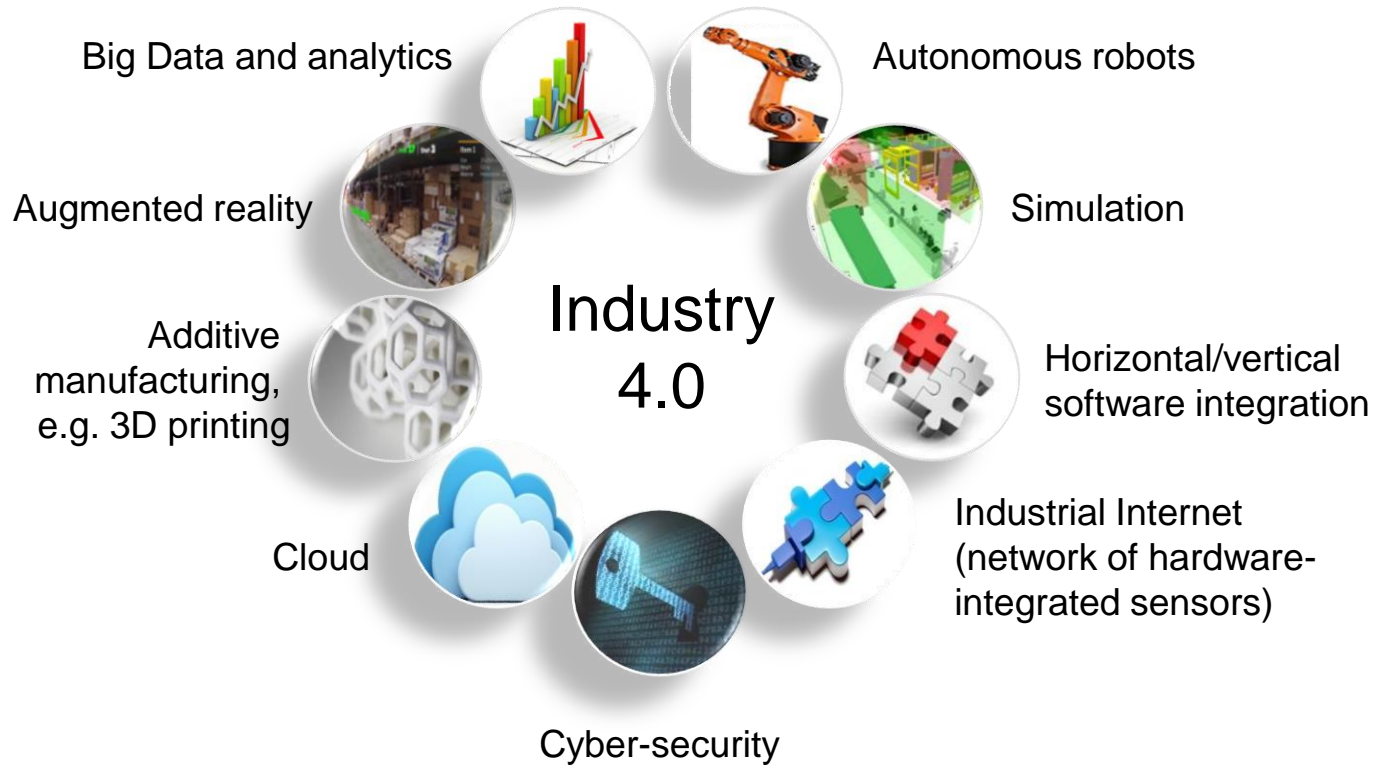 Big Data and analytics
Autonomous robots
Augmented reality
Simulation
Industry
4.0
Additive
manufacturing,
e.g. 3D printing
Horizontal/vertical
software integration
Cloud
Industrial Internet
(network of hardware-
integrated sensors)
Cyber-security